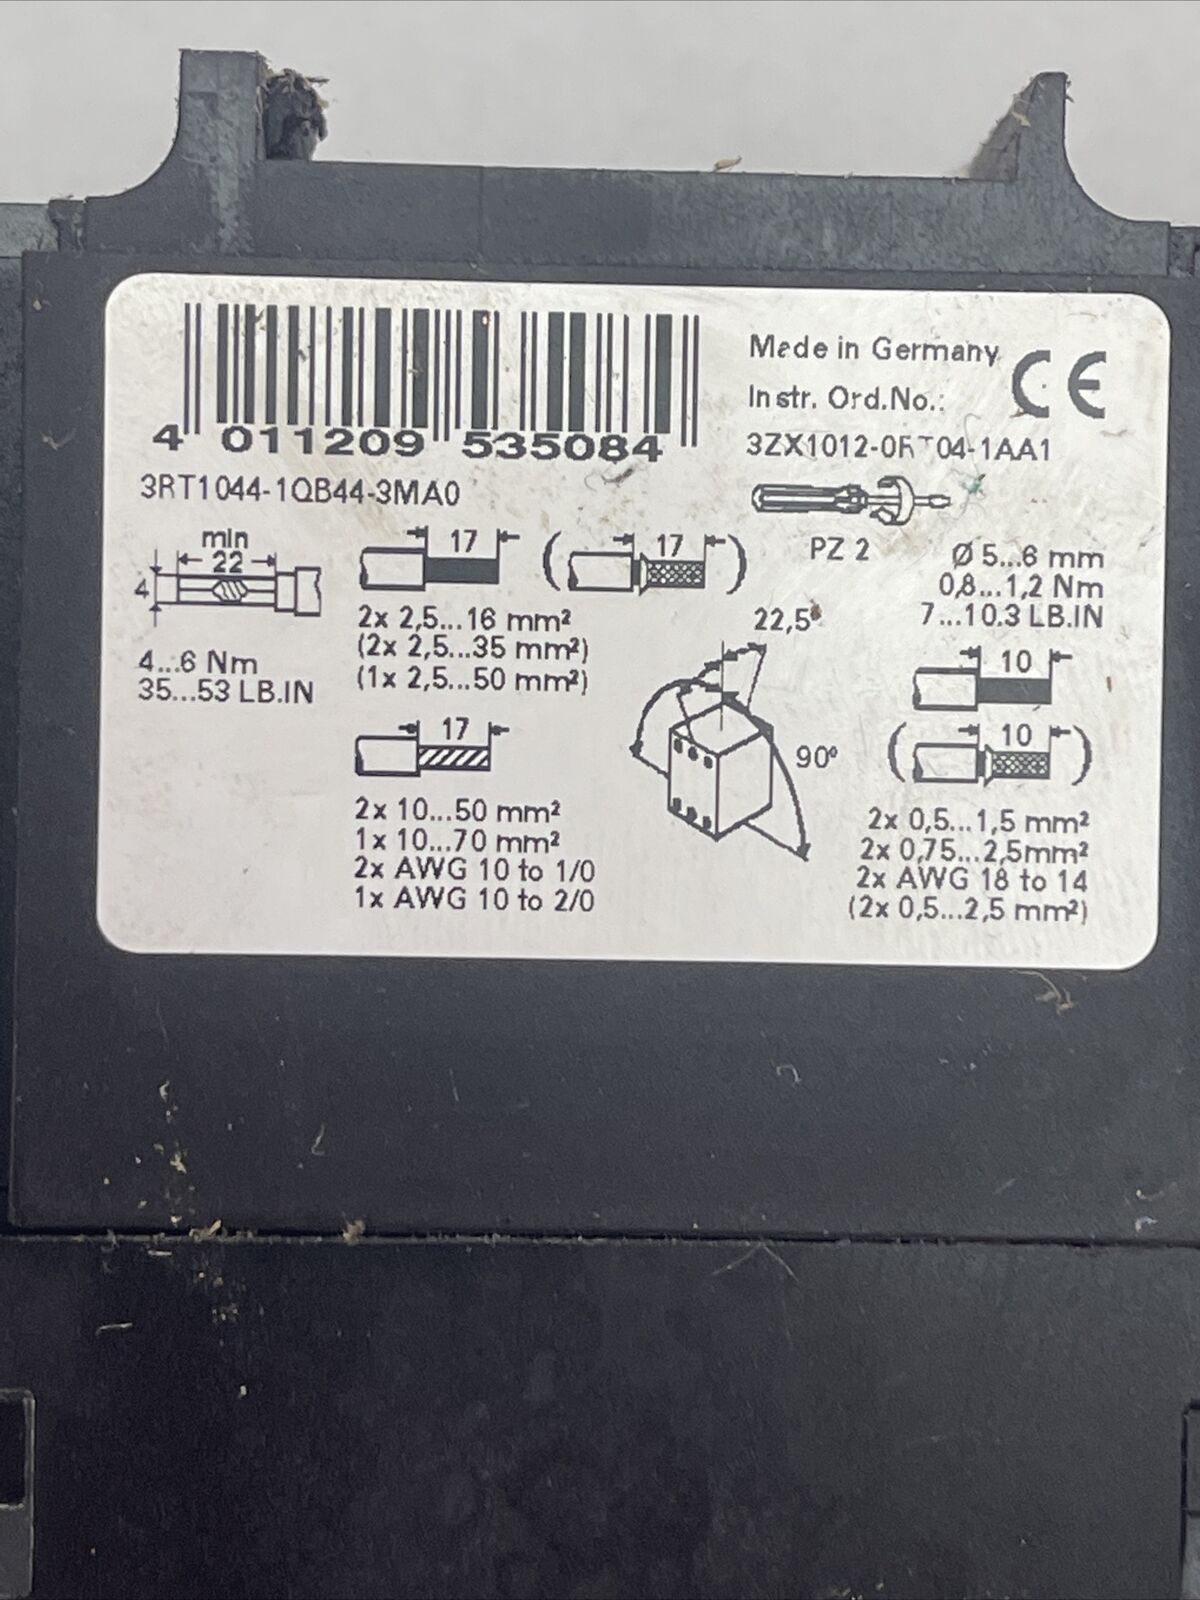 4 011209 535084
Made in Germany
Instr. Ord.No.:
CE
3ZX1012-0RT04-1AA1
3RT1044-1QB44-3MA0
min
22
4
4...6 Nm
35...53 LB.IN
17
17
2x 2,5...16 mm²
(2x 2,5...35 mm²)
(1x 2,5...50 mm²)
17
2x 10...50 mm²
1x 10...70 mm²
2x AWG 10 to 1/0
1x AWG 10 to 2/0
PZ 2
Ø 5...6 mm
0,8...1,2 Nm
7...10.3 LB.IN
22,5°
90°
10
10
2x 0,5...1,5 mm²
2x 0,75...2,5mm²
2x AWG 18 to 14
(2x 0,5...2,5 mm²)